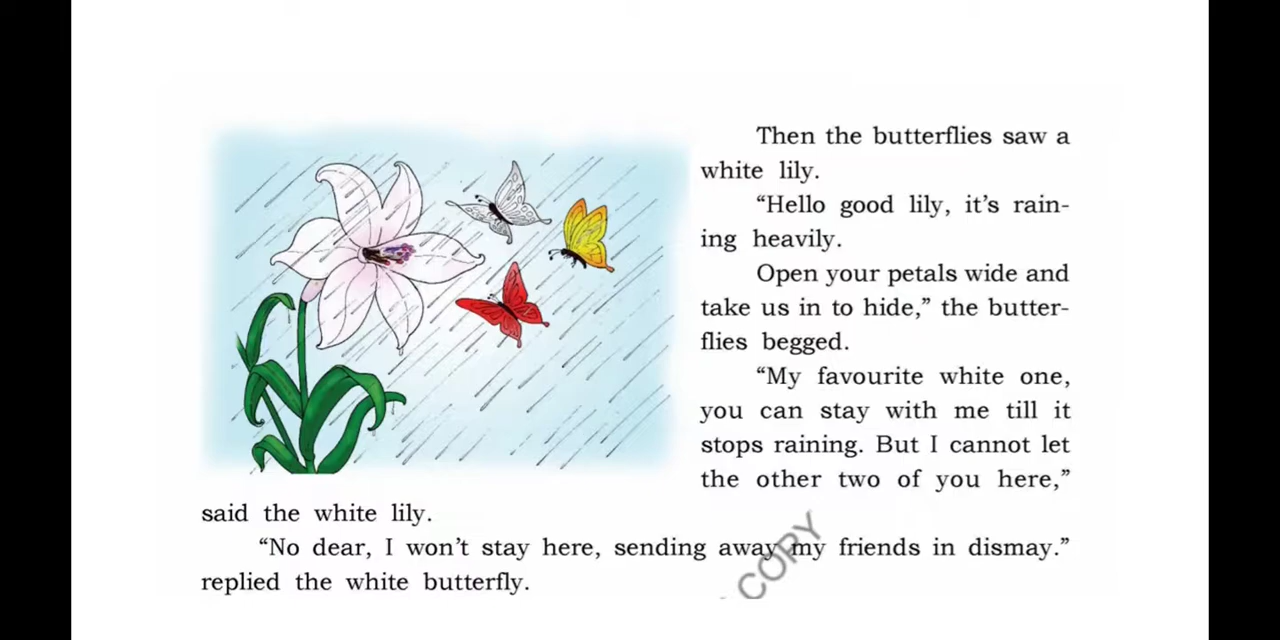 Then the butterflies saw a
white lily.
“Hello good lily, it’s rain-
ing heavily.
Open your petals wide and
take us in to hide,” the butter-
flies begged.
“My favourite white one,
you can stay with me till it
stops raining. But I cannot let
the other two of you here,”
said the white lily.
“No dear, I won’t stay here, sending away my friends in dismay.”
replied the white butterfly.
COPY